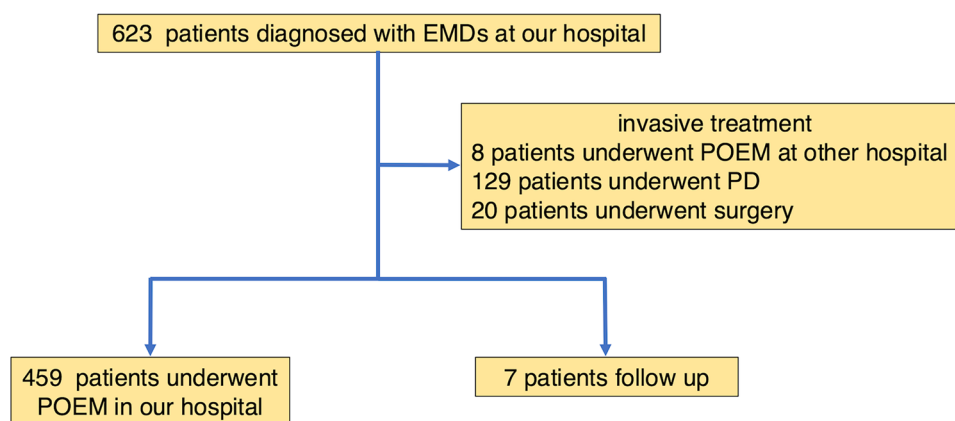 623 patients diagnosed with EMDs at our hospital
invasive treatment
8 patients underwent POEM at other hospital
129 patients underwent PD
20 patients underwent surgery
459 patients underwent
POEM in our hospital
7 patients follow up